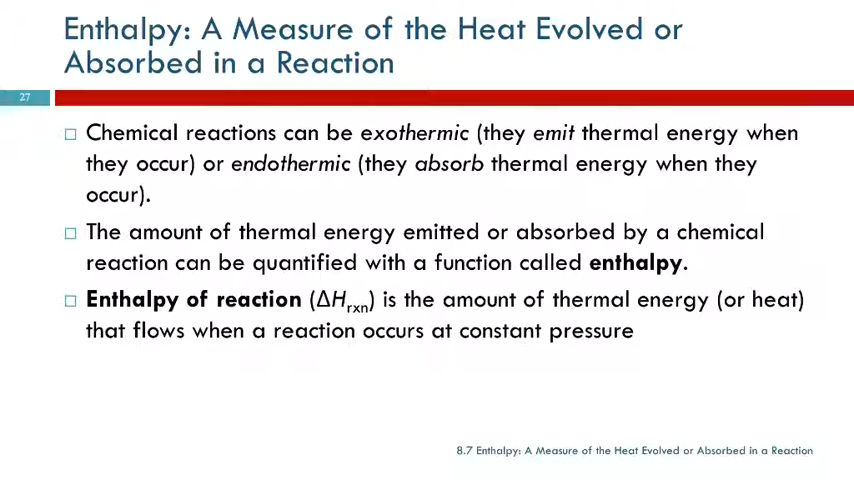 Enthalpy: A Measure of the Heat Evolved or
Absorbed in a Reaction
27
Chemical reactions can be exothermic (they emit thermal energy when
they occur) or endothermic (they absorb thermal energy when they
occur).
The amount of thermal energy emitted or absorbed by a chemical
reaction can be quantified with a function called enthalpy.
Enthalpy of reaction (ΔHrxn) is the amount of thermal energy (or heat)
that flows when a reaction occurs at constant pressure
8.7 Enthalpy: A Measure of the Heat Evolved or Absorbed in a Reaction